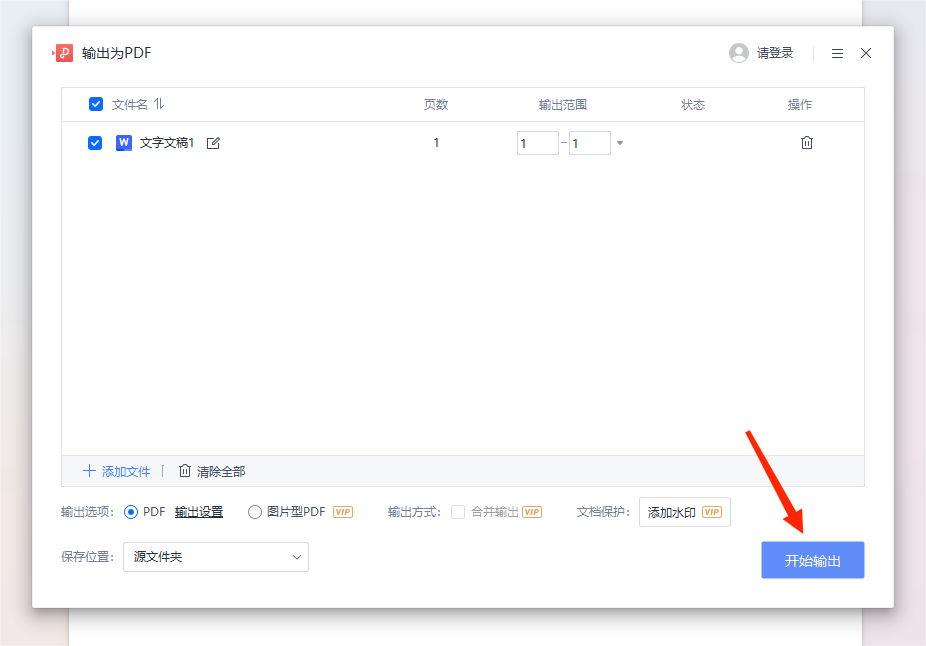 输出为PDF 请登录
文件名 页数 输出范围 状态 操作
W 文字文稿1 1 1 - 1
添加文件 清除全部
输出选项: PDF 输出设置 图片型PDF VIP 输出方式: 合并输出 VIP 文档保护: 添加水印 VIP
保存位置: 源文件夹 开始输出